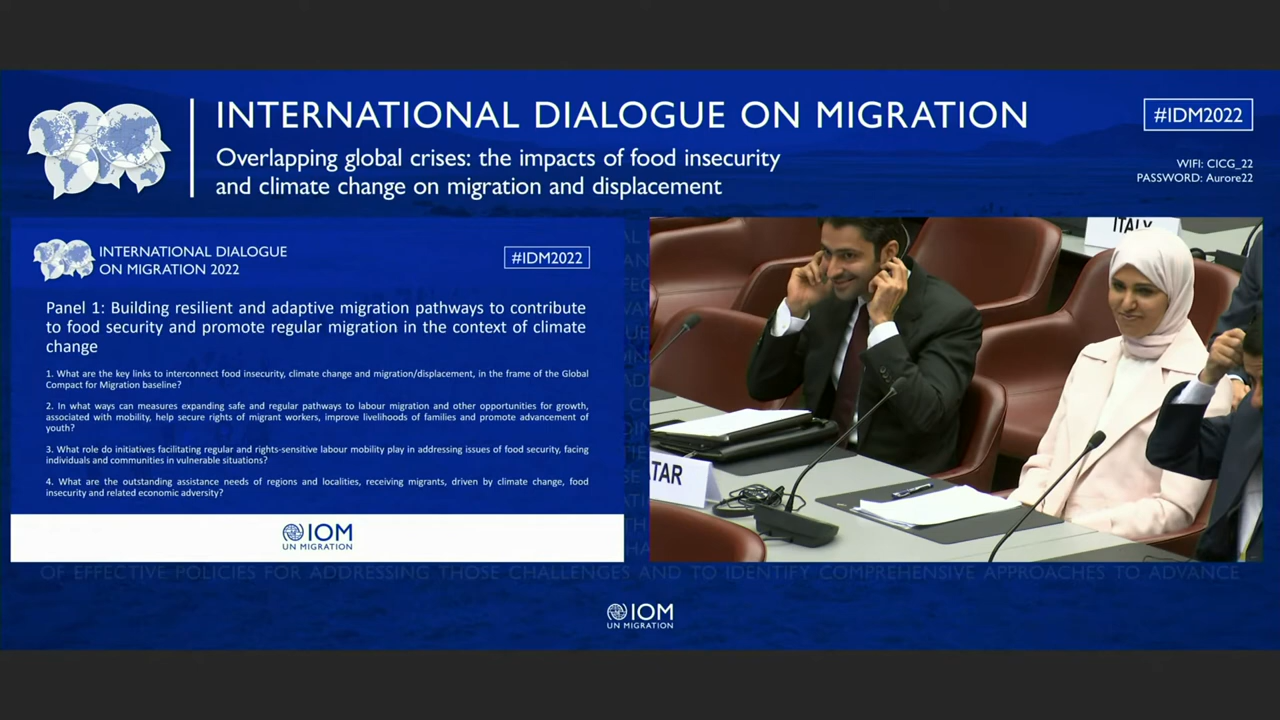 INTERNATIONAL DIALOGUE ON MIGRATION
Overlapping global crises: the impacts of food insecurity
and climate change on migration and displacement
#IDM2022
WIFI: CICG_22
PASSWORD: Aurore22
INTERNATIONAL DIALOGUE
ON MIGRATION 2022
#IDM2022
Panel 1: Building resilient and adaptive migration pathways to contribute
to food security and promote regular migration in the context of climate
change
1. What are the key links to interconnect food insecurity, climate change and migration/displacement, in the frame of the Global
Compact for Migration baseline?
2. In what ways can measures expanding safe and regular pathways to labour migration and other opportunities for growth,
associated with mobility, help secure rights of migrant workers, improve livelihoods of families and promote advancement of
youth?
3. What role do initiatives facilitating regular and rights-sensitive labour mobility play in addressing issues of food security, facing
individuals and communities in vulnerable situations?
4. What are the outstanding assistance needs of regions and localities, receiving migrants, driven by climate change, food
insecurity and related economic adversity?
IOM
UN MIGRATION
ITALY
TAR
OF EFFECTIVE POLICIES FOR ADDRESSING THOSE CHALLENGES AND TO IDENTIFY COMPREHENSIVE APPROACHES TO ADVANCE
IOM
UN MIGRATION